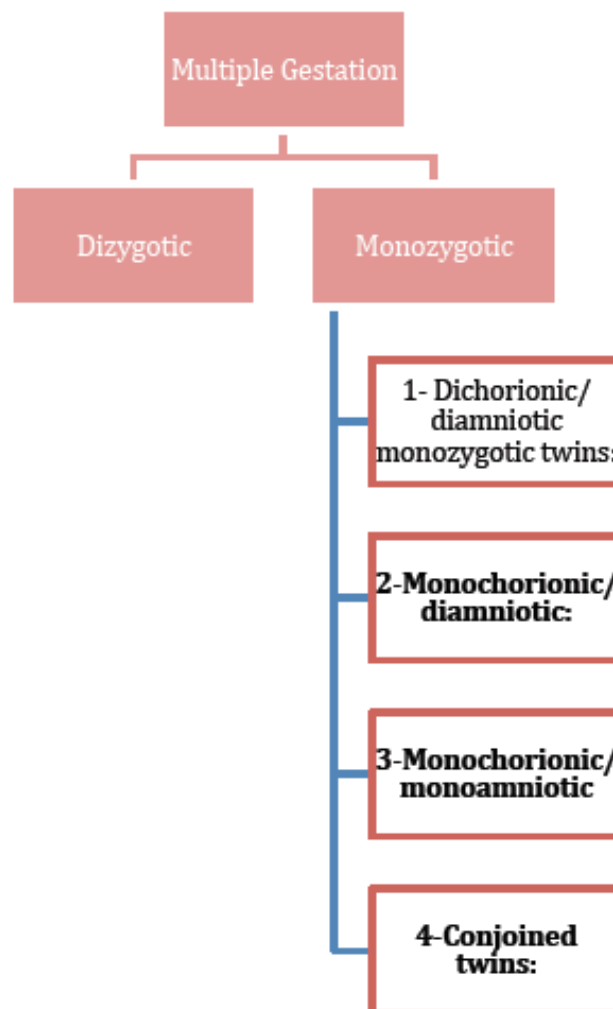 Multiple Gestation
Dizygotic
Monozygotic
1- Dichorionic/
diamniotic
monozygotic twins:
2-Monochorionic/
diamniotic:
3-Monochorionic/
monoamniotic
4-Conjoined
twins: